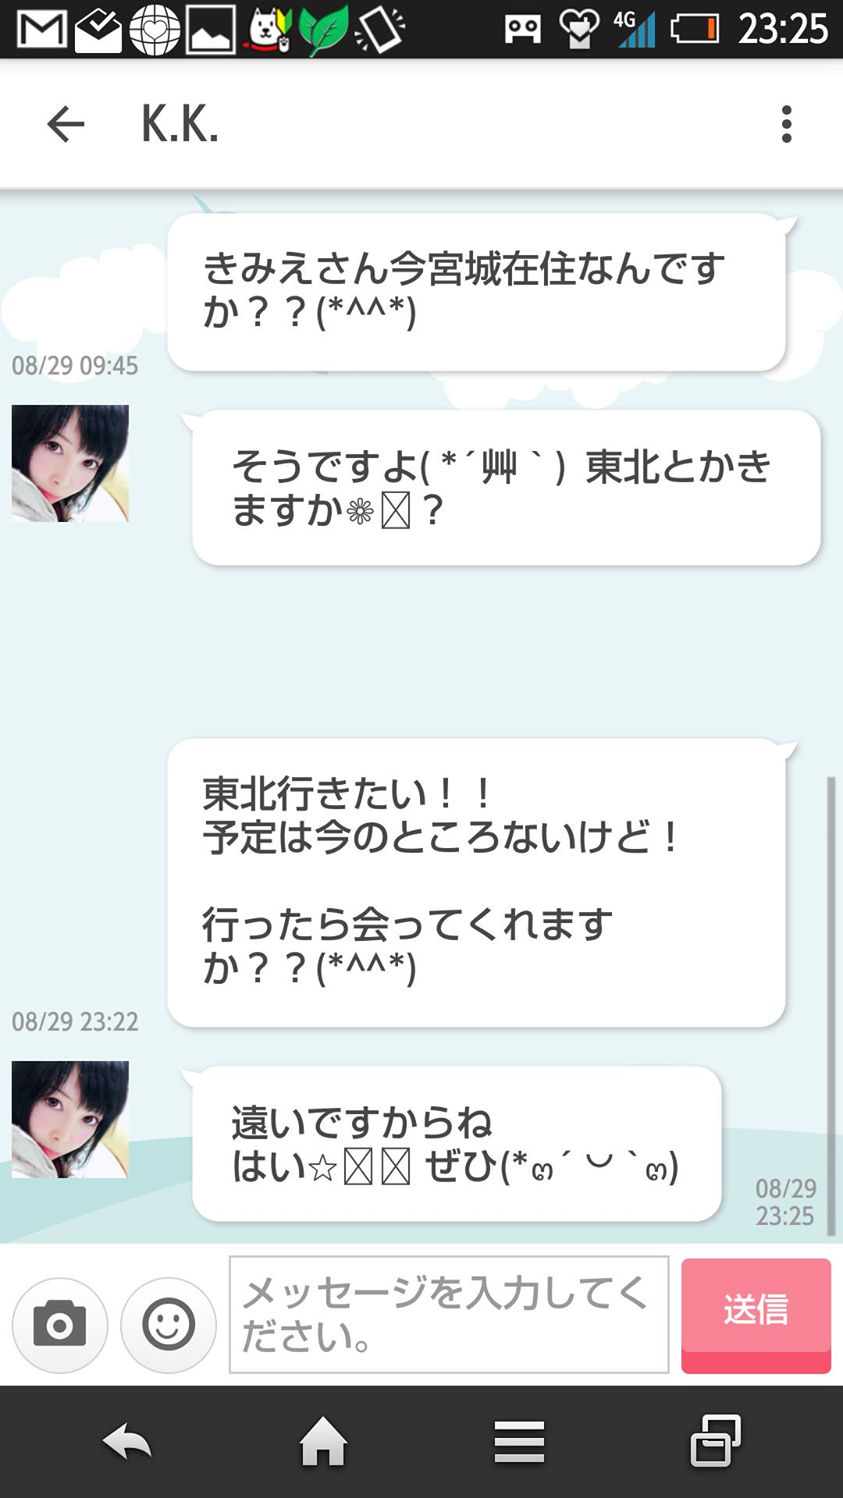 4G 23:25
K.K.
きみえさん今宮城在住なんです
か？？(*^^*)
08/29 09:45
そうですよ( *´艸｀) 東北とかき
ますか❁？
東北行きたい！！
予定は今のところないけど！
行ったら会ってくれます
か？？(*^^*)
08/29 23:22
遠いですからね
はい☆ ぜひ(*๓´╰╯`๓)
08/29
23:25
メッセージを入力してく
ださい。
送信